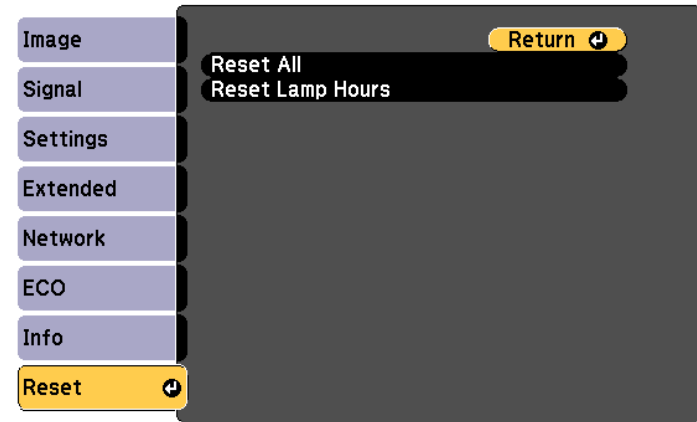 Image
Signal
Settings
Extended
Network
ECO
Info
Reset
Return
Reset All
Reset Lamp Hours